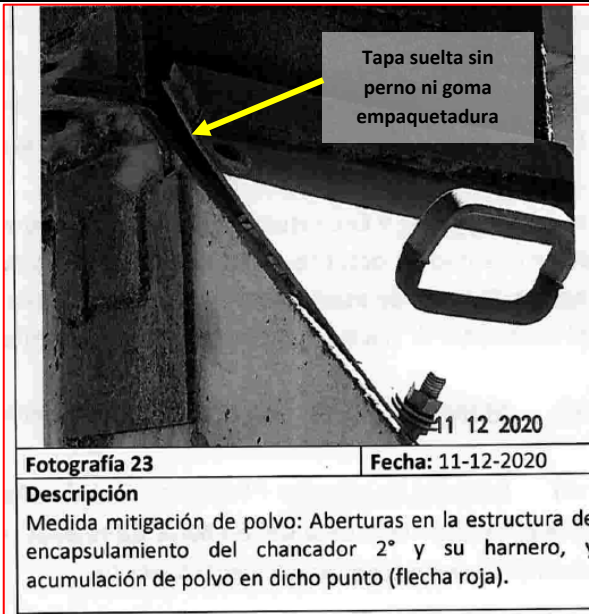 Tapa suelta sin
perno ni goma
empaquetadura
11 12 2020
Fotografía 23
Fecha: 11-12-2020
Descripción
Medida mitigación de polvo: Aberturas en la estructura de
encapsulamiento del chancador 2° y su harnero, y
acumulación de polvo en dicho punto (flecha roja).